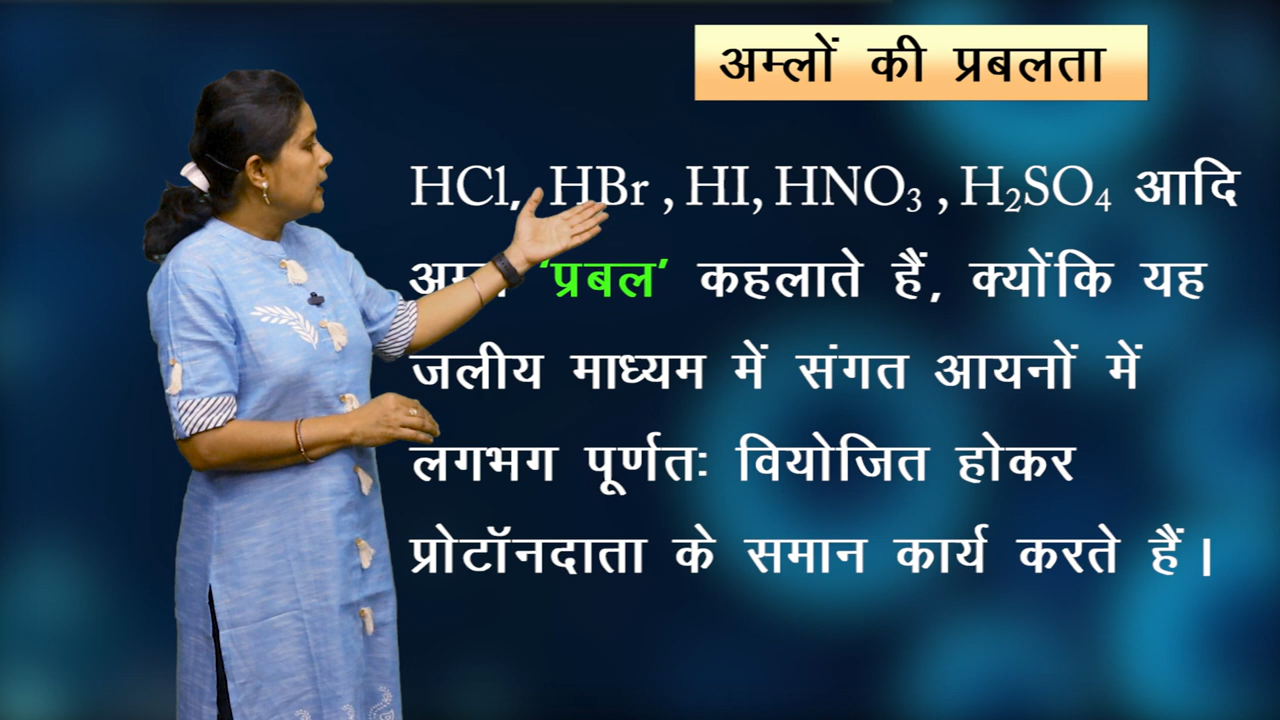 अम्लों की प्रबलता
HCl, HBr , HI, HNO₃ , H₂SO₄ आदि
‘प्रबल’ कहलाते हैं, क्योंकि यह
जलीय माध्यम में संगत आयनों में
लगभग पूर्णतः वियोजित होकर
प्रोटॉनदाता के समान कार्य करते हैं।